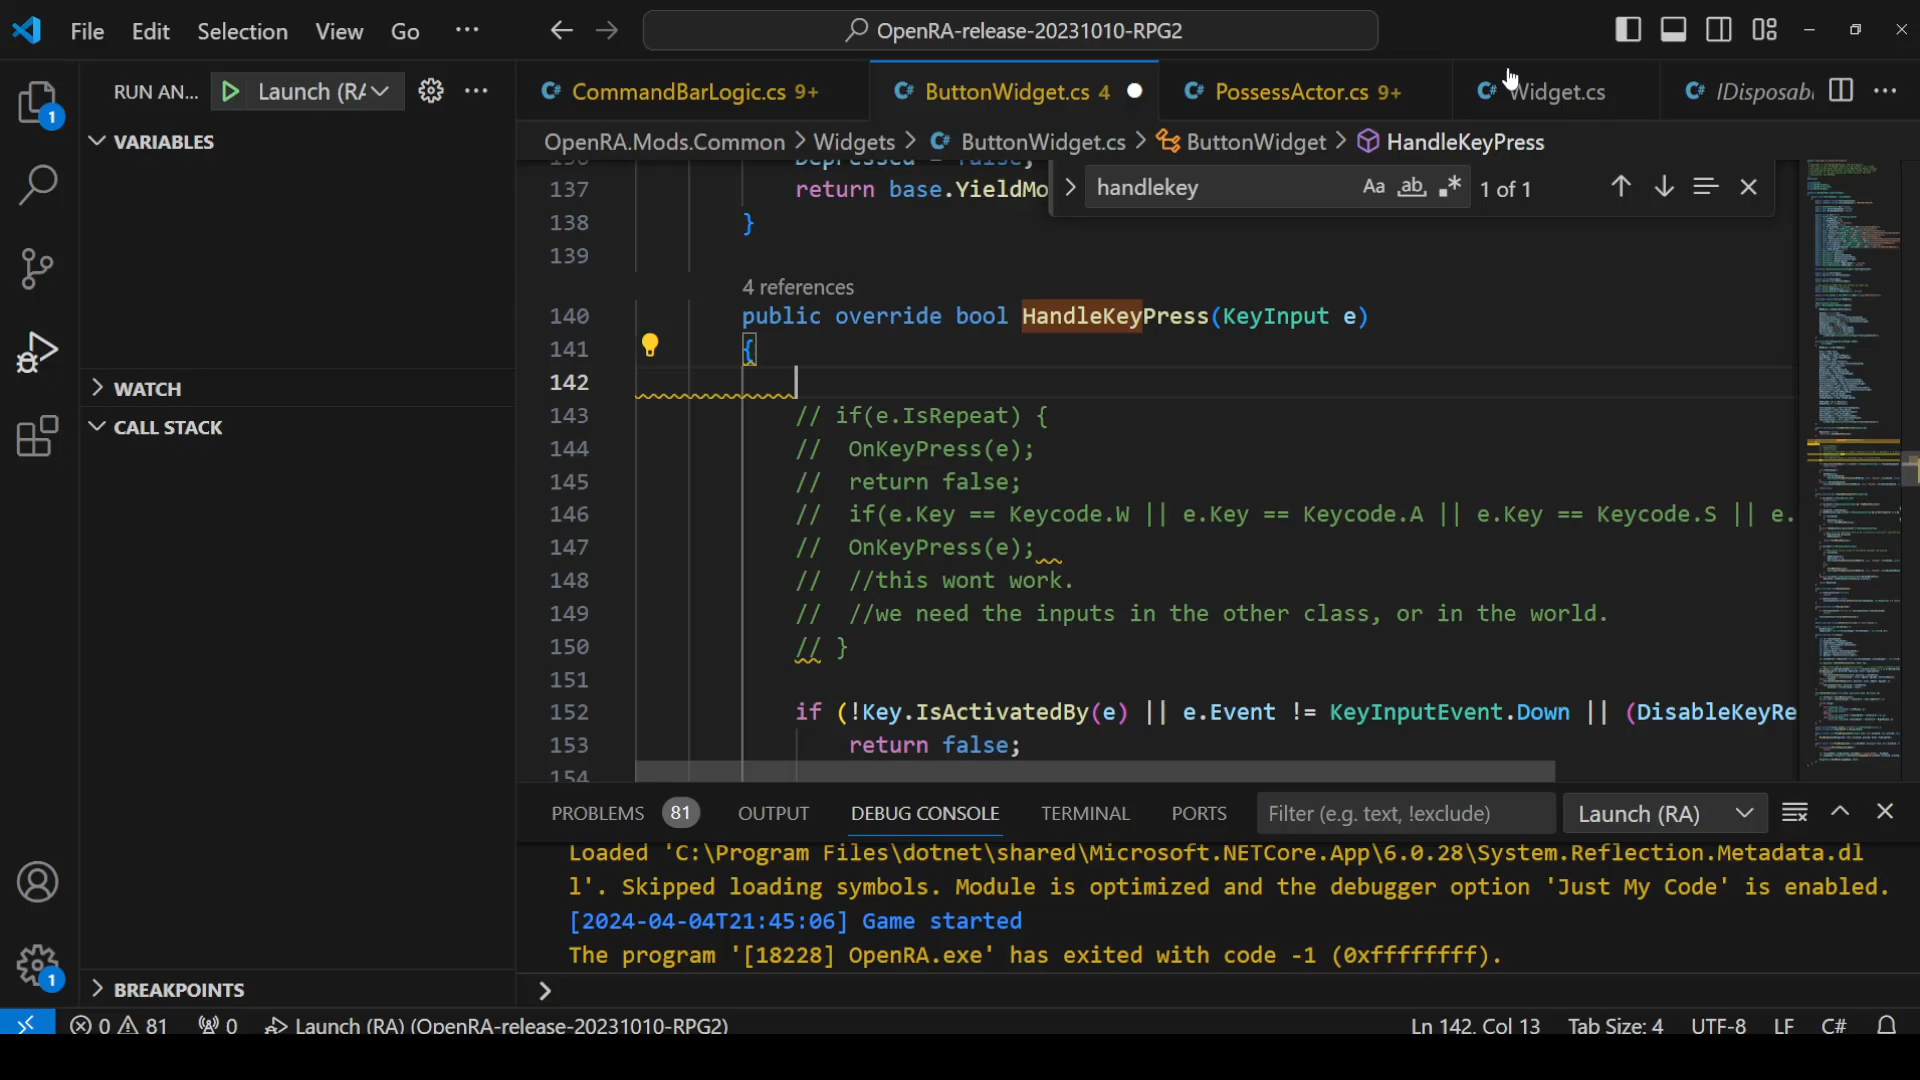 File Edit Selection View Go ··· OpenRA-release-20231010-RPG2
RUN AN... Launch (RA
1
CommandBarLogic.cs 9+ ButtonWidget.cs 4 PossessActor.cs 9+ Widget.cs IDisposabl
VARIABLES
OpenRA.Mods.Common > Widgets > ButtonWidget.cs > ButtonWidget > HandleKeyPress
handlekey Aa ab 1 of 1
137 return base.YieldMo
138 }
139
4 references
140 public override bool HandleKeyPress(KeyInput e)
141 {
142
143 // if(e.IsRepeat) {
144 // OnKeyPress(e);
145 // return false;
146 // if(e.Key == Keycode.W || e.Key == Keycode.A || e.Key == Keycode.S || e.
147 // OnKeyPress(e);
148 // //this wont work.
149 // //we need the inputs in the other class, or in the world.
150 // }
151
152 if (!Key.IsActivatedBy(e) || e.Event != KeyInputEvent.Down || (DisableKeyRe
153 return false;
154
WATCH
CALL STACK
BREAKPOINTS
1
PROBLEMS 81 OUTPUT DEBUG CONSOLE TERMINAL PORTS Filter (e.g. text, !exclude) Launch (RA)
Loaded 'C:\Program Files\dotnet\shared\Microsoft.NETCore.App\6.0.28\System.Reflection.Metadata.dl
l'. Skipped loading symbols. Module is optimized and the debugger option 'Just My Code' is enabled.
[2024-04-04T21:45:06] Game started
The program '[18228] OpenRA.exe' has exited with code -1 (0xffffffff).
>
0 81 0 Launch (RA) (OpenRA-release-20231010-RPG2) Ln 142, Col 13 Tab Size: 4 UTF-8 LF C#